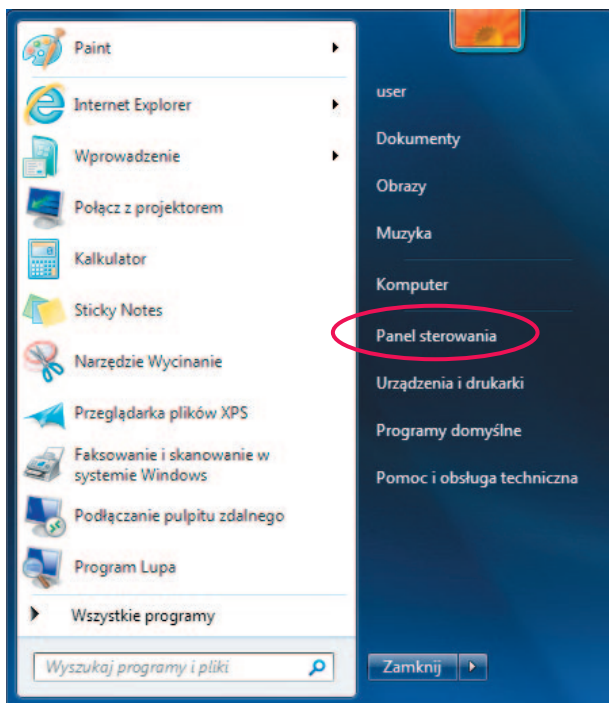 Paint
Internet Explorer
Wprowadzenie
Połącz z projektorem
Kalkulator
Sticky Notes
Narzędzie Wycinanie
Przeglądarka plików XPS
Faksowanie i skanowanie w
systemie Windows
Podłączanie pulpitu zdalnego
Program Lupa
Wszystkie programy
Wyszukaj programy i pliki
user
Dokumenty
Obrazy
Muzyka
Komputer
Panel sterowania
Urządzenia i drukarki
Programy domyślne
Pomoc i obsługa techniczna
Zamknij